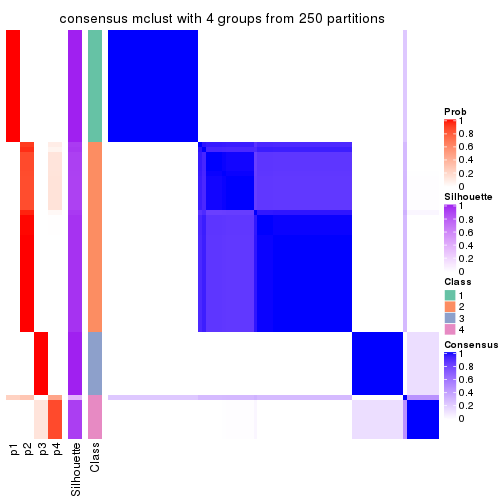 consensus mclust with 4 groups from 250 partitions
Prob
1
0.8
0.6
0.4
0.2
0
Silhouette
1
0.8
0.6
0.4
0.2
0
Class
1
2
3
4
Consensus
1
0.8
0.6
0.4
0.2
0
p1
p2
p3
p4
Silhouette
Class